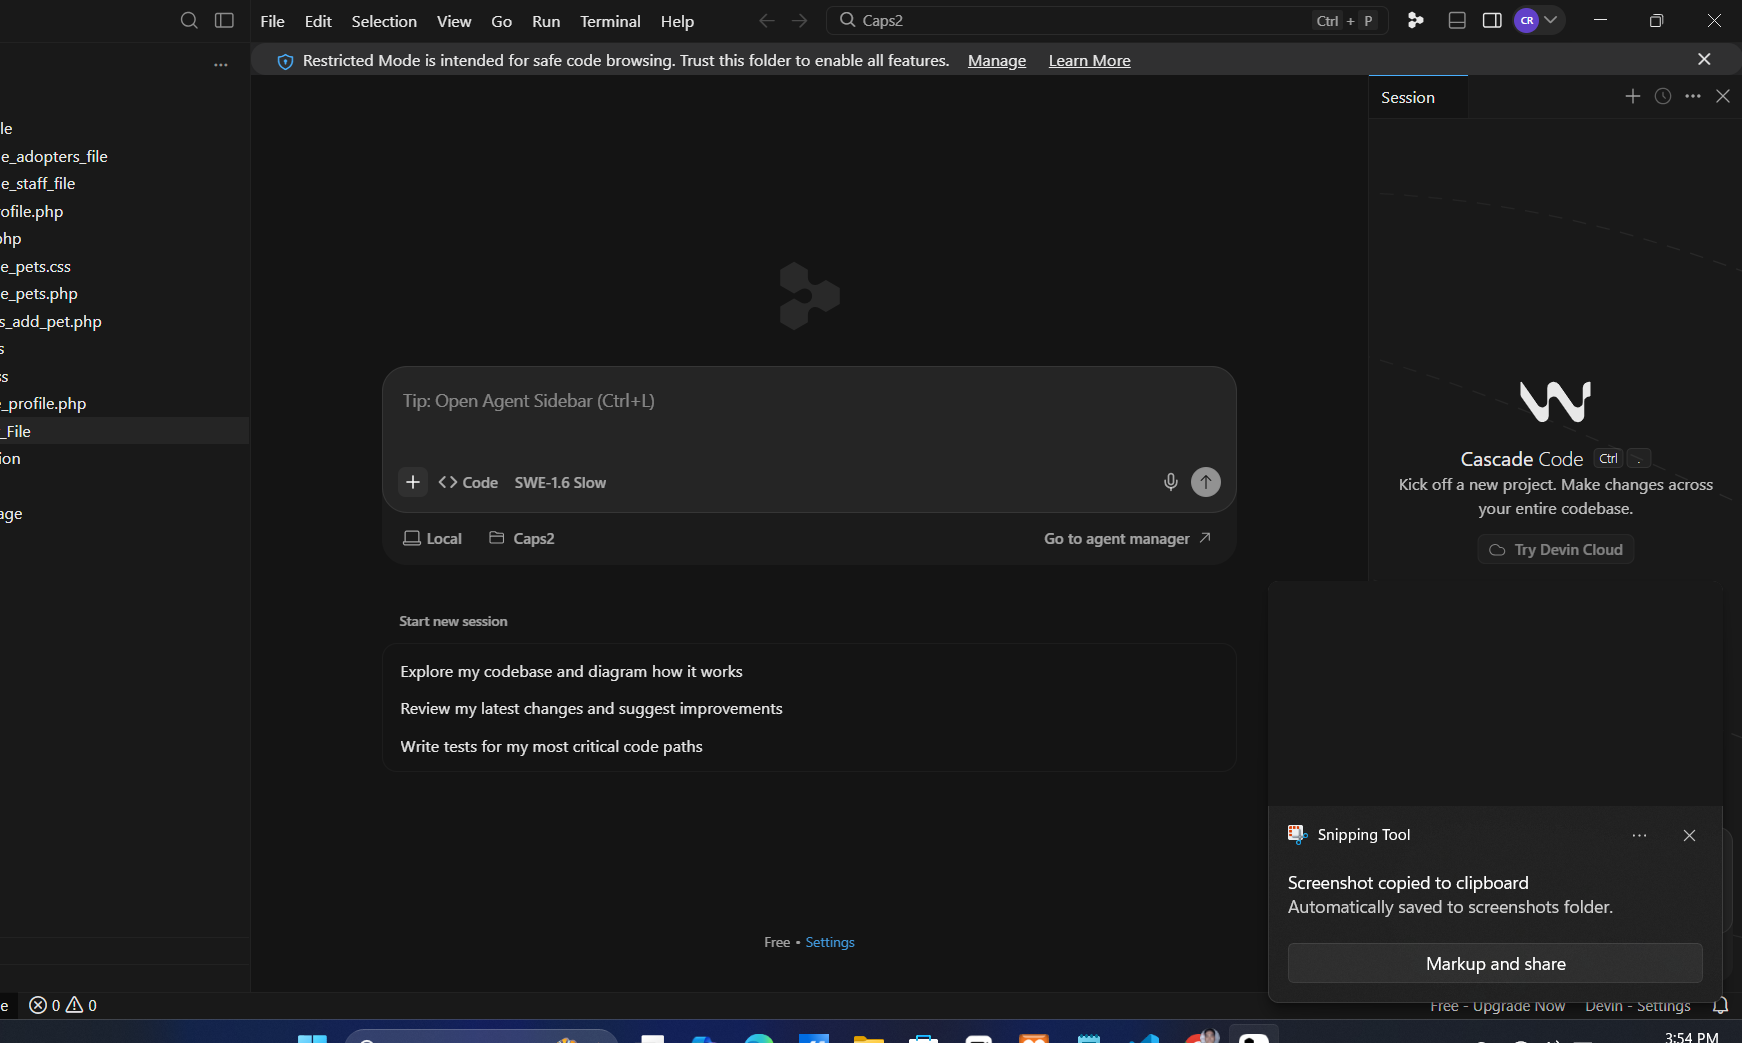 File Edit Selection View Go Run Terminal Help
Caps2
Ctrl + P
CR
Restricted Mode is intended for safe code browsing. Trust this folder to enable all features. Manage Learn More
le
e_adopters_file
e_staff_file
ofile.php
hp
e_pets.css
e_pets.php
s_add_pet.php
s
ss
_profile.php
_File
ion
age
Tip: Open Agent Sidebar (Ctrl+L)
Code SWE-1.6 Slow
Local Caps2 Go to agent manager
Start new session
Explore my codebase and diagram how it works
Review my latest changes and suggest improvements
Write tests for my most critical code paths
Free • Settings
Session
Cascade Code Ctrl .
Kick off a new project. Make changes across
your entire codebase.
Try Devin Cloud
Snipping Tool
Screenshot copied to clipboard
Automatically saved to screenshots folder.
Markup and share
e 0 0
Free - Upgrade Now Devin - Settings
3:54 PM